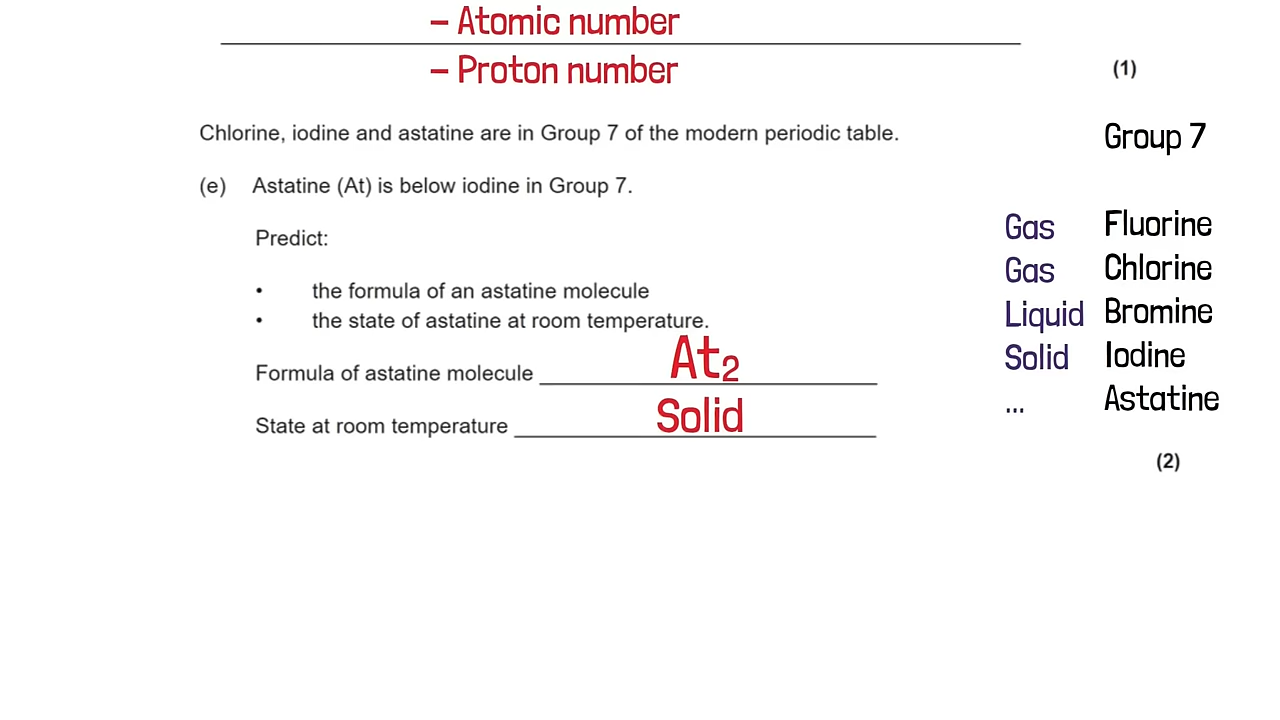 – Atomic number
– Proton number
(1)
Chlorine, iodine and astatine are in Group 7 of the modern periodic table.
Group 7
(e) Astatine (At) is below iodine in Group 7.
Predict:
Gas Fluorine
Gas Chlorine
• the formula of an astatine molecule
Liquid Bromine
• the state of astatine at room temperature.
Solid Iodine
Formula of astatine molecule At₂
... Astatine
State at room temperature Solid
(2)